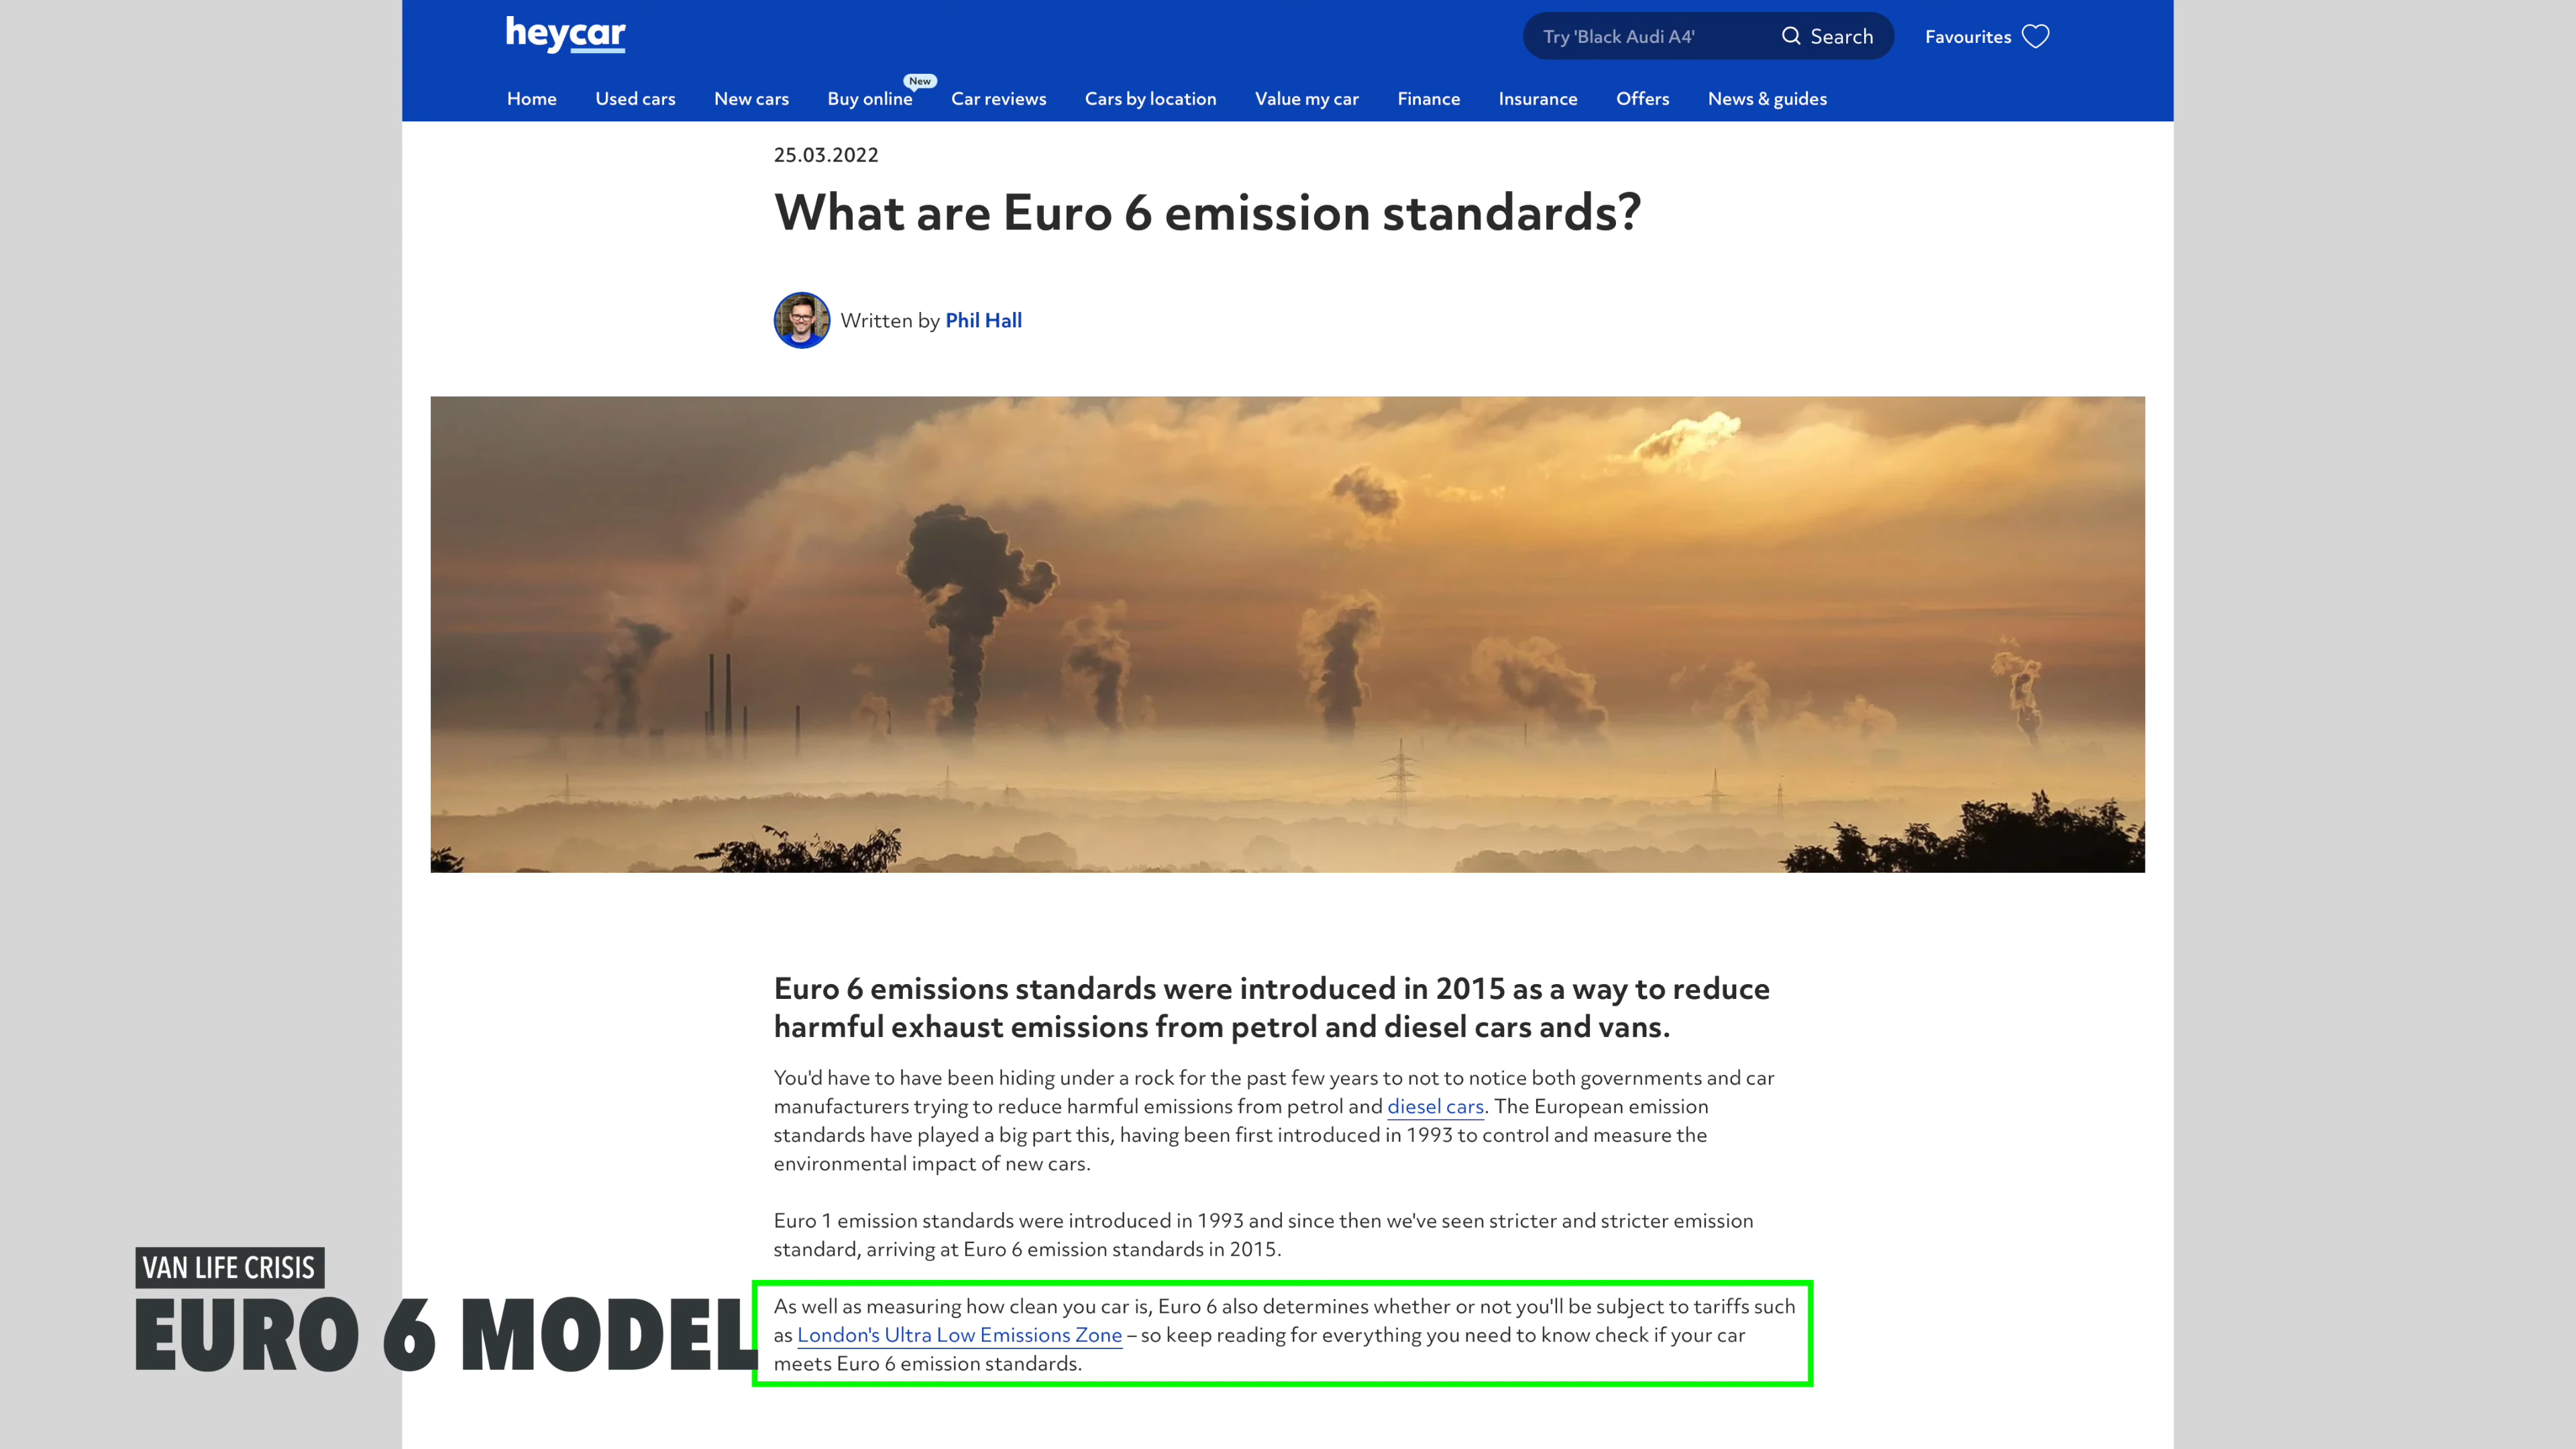 heycar
Try 'Black Audi A4'
Search
Favourites
New
Home
Used cars
New cars
Buy online
Car reviews
Cars by location
Value my car
Finance
Insurance
Offers
News & guides
25.03.2022
What are Euro 6 emission standards?
Written by Phil Hall
Euro 6 emissions standards were introduced in 2015 as a way to reduce
harmful exhaust emissions from petrol and diesel cars and vans.
You'd have to have been hiding under a rock for the past few years to not to notice both governments and car
manufacturers trying to reduce harmful emissions from petrol and diesel cars. The European emission
standards have played a big part this, having been first introduced in 1993 to control and measure the
environmental impact of new cars.
Euro 1 emission standards were introduced in 1993 and since then we've seen stricter and stricter emission
standard, arriving at Euro 6 emission standards in 2015.
As well as measuring how clean you car is, Euro 6 also determines whether or not you'll be subject to tariffs such
as London's Ultra Low Emissions Zone – so keep reading for everything you need to know check if your car
meets Euro 6 emission standards.
VAN LIFE CRISIS
EURO 6 MODEL